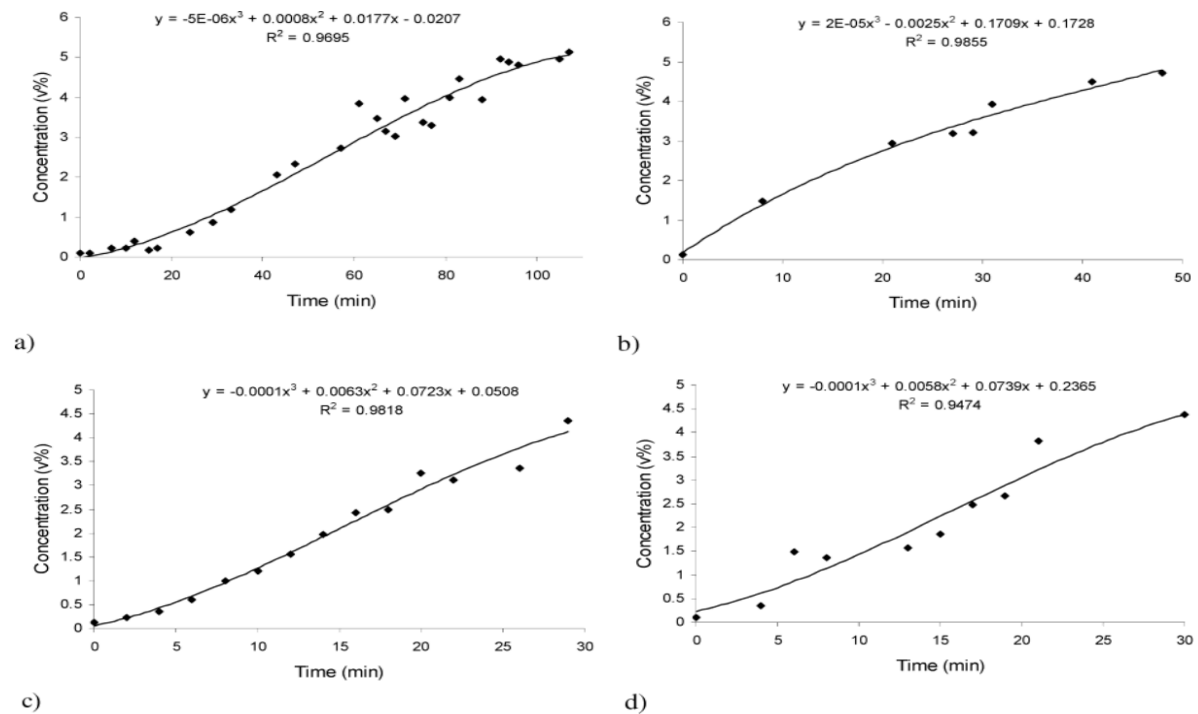 y = -5E-06x³ + 0.0008x² + 0.0177x - 0.0207
R² = 0.9695
6
5
4
3
2
1
0
Concentration (v%)
0 20 40 60 80 100
Time (min)
a)
y = 2E-05x³ - 0.0025x² + 0.1709x + 0.1728
R² = 0.9855
6
5
4
3
2
1
0
Concentration (v%)
0 10 20 30 40 50
Time (min)
b)
y = -0.0001x³ + 0.0063x² + 0.0723x + 0.0508
R² = 0.9818
5
4.5
4
3.5
3
2.5
2
1.5
1
0.5
0
Concentration (v%)
0 5 10 15 20 25 30
Time (min)
c)
y = -0.0001x³ + 0.0058x² + 0.0739x + 0.2365
R² = 0.9474
5
4.5
4
3.5
3
2.5
2
1.5
1
0.5
0
Concentration (v%)
0 5 10 15 20 25 30
Time (min)
d)